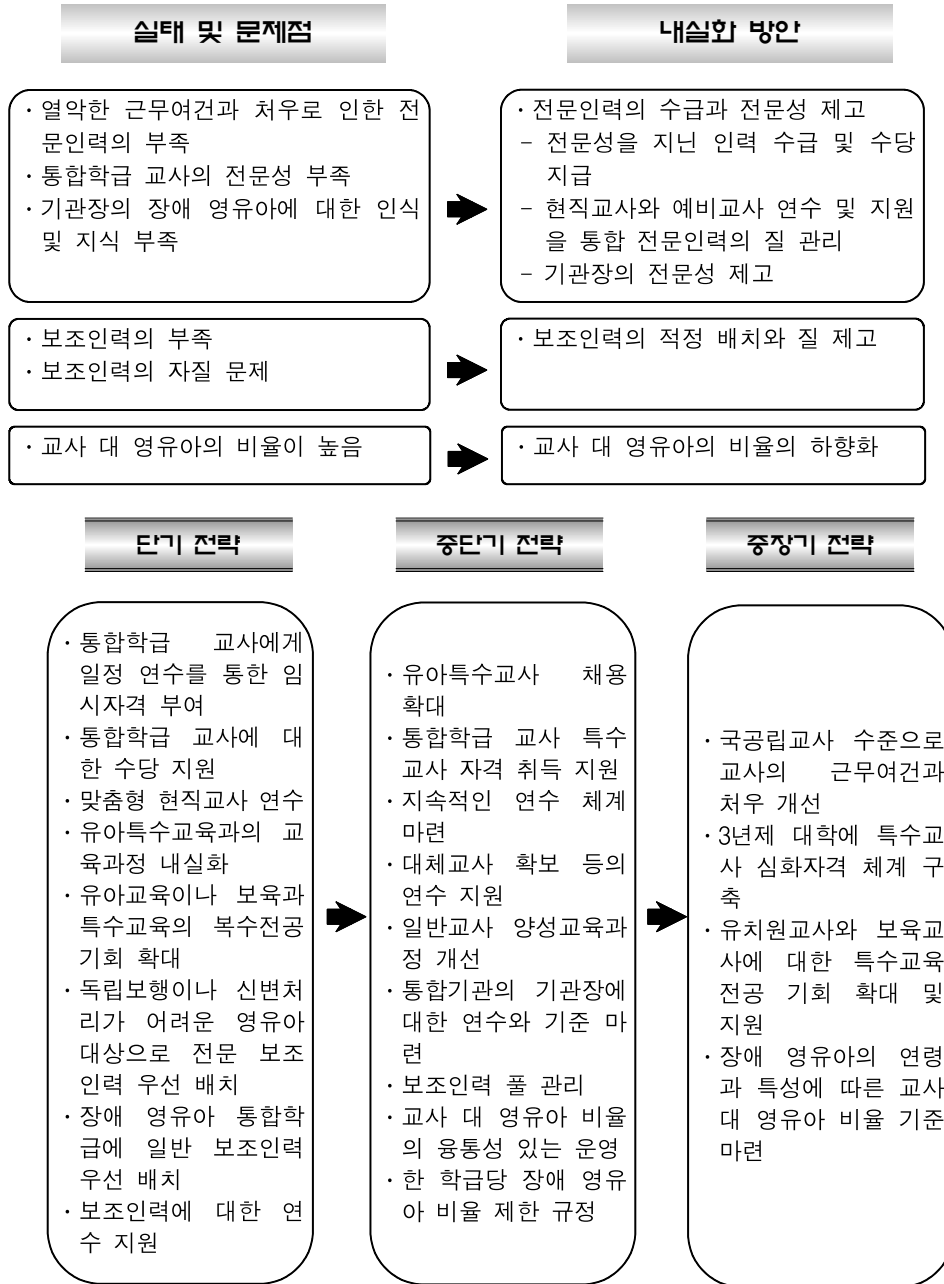 실태 및 문제점
내실화 방안
· 열악한 근무여건과 처우로 인한 전
문인력의 부족
· 통합학급 교사의 전문성 부족
· 기관장의 장애 영유아에 대한 인식
및 지식 부족
· 전문인력의 수급과 전문성 제고
- 전문성을 지닌 인력 수급 및 수당
지급
- 현직교사와 예비교사 연수 및 지원
을 통합 전문인력의 질 관리
- 기관장의 전문성 제고
· 보조인력의 부족
· 보조인력의 자질 문제
· 보조인력의 적정 배치와 질 제고
· 교사 대 영유아의 비율이 높음
· 교사 대 영유아의 비율의 하향화
단기 전략
중단기 전략
중장기 전략
· 통합학급 교사에게
일정 연수를 통한 임
시자격 부여
· 통합학급 교사에 대
한 수당 지원
· 맞춤형 현직교사 연수
· 유아특수교육과의 교
육과정 내실화
· 유아교육이나 보육과
특수교육의 복수전공
기회 확대
· 독립보행이나 신변처
리가 어려운 영유아
대상으로 전문 보조
인력 우선 배치
· 장애 영유아 통합학
급에 일반 보조인력
우선 배치
· 보조인력에 대한 연
수 지원
· 유아특수교사 채용
확대
· 통합학급 교사 특수
교사 자격 취득 지원
· 지속적인 연수 체계
마련
· 대체교사 확보 등의
연수 지원
· 일반교사 양성교육과
정 개선
· 통합기관의 기관장에
대한 연수와 기준 마
련
· 보조인력 풀 관리
· 교사 대 영유아 비율
의 융통성 있는 운영
· 한 학급당 장애 영유
아 비율 제한 규정
· 국공립교사 수준으로
교사의 근무여건과
처우 개선
· 3년제 대학에 특수교
사 심화자격 체계 구
축
· 유치원교사와 보육교
사에 대한 특수교육
전공 기회 확대 및
지원
· 장애 영유아의 연령
과 특성에 따른 교사
대 영유아 비율 기준
마련